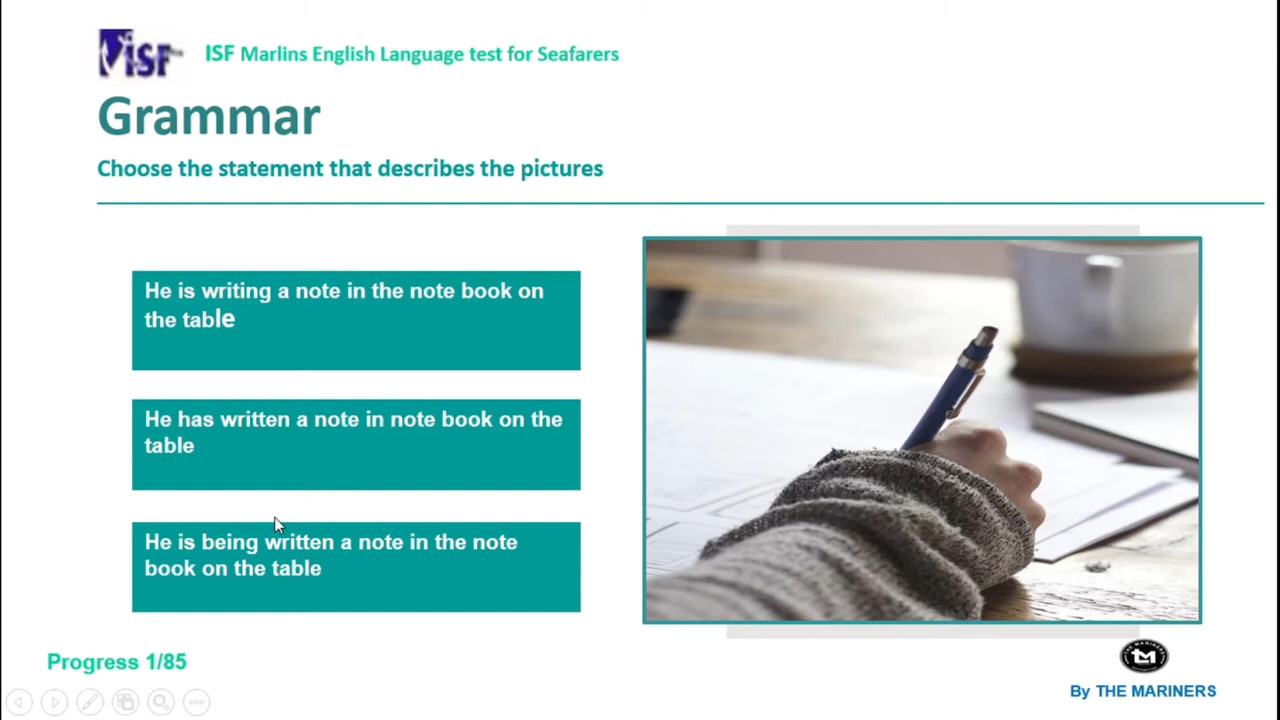 ISF
ISF Marlins English Language test for Seafarers
Grammar
Choose the statement that describes the pictures
He is writing a note in the note book on
the table
He has written a note in note book on the
table
He is being written a note in the note
book on the table
Progress 1/85
By THE MARINERS